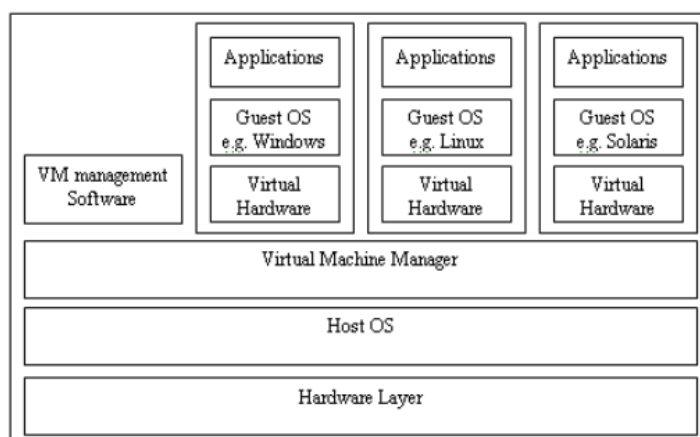 Applications
Guest OS
e.g. Windows
Virtual
Hardware
Applications
Guest OS
e.g. Linux
Virtual
Hardware
Applications
Guest OS
e.g. Solaris
Virtual
Hardware
VM management
Software
Virtual Machine Manager
Host OS
Hardware Layer